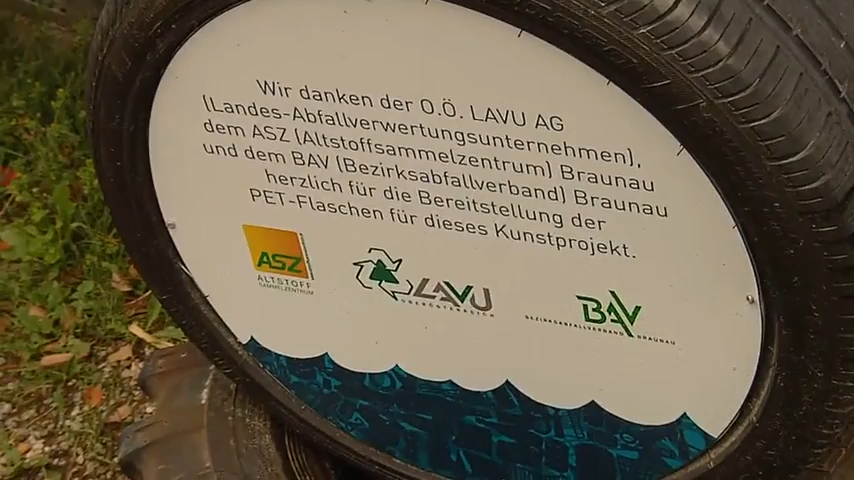 Wir danken der O.Ö. LAVU AG
(Landes-Abfallverwertungsunternehmen),
dem ASZ (Altstoffsammelzentrum) Braunau
und dem BAV (Bezirksabfallverband) Braunau
herzlich für die Bereitstellung der
PET-Flaschen für dieses Kunstprojekt.
ASZ
ALTSTOFF
SAMMELZENTRUM
LAVU
OBERÖSTERREICH
BAV
BEZIRKSABFALLVERBAND BRAUNAU